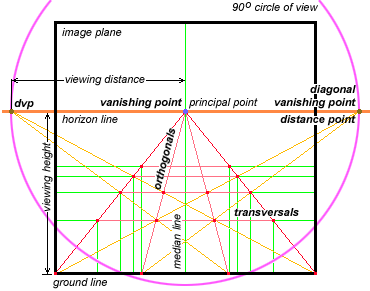 90º circle of view
image plane
viewing distance
diagonal
dvp
vanishing point
principal point
vanishing point
horizon line
distance point
orthogonals
viewing height
transversals
median line
ground line